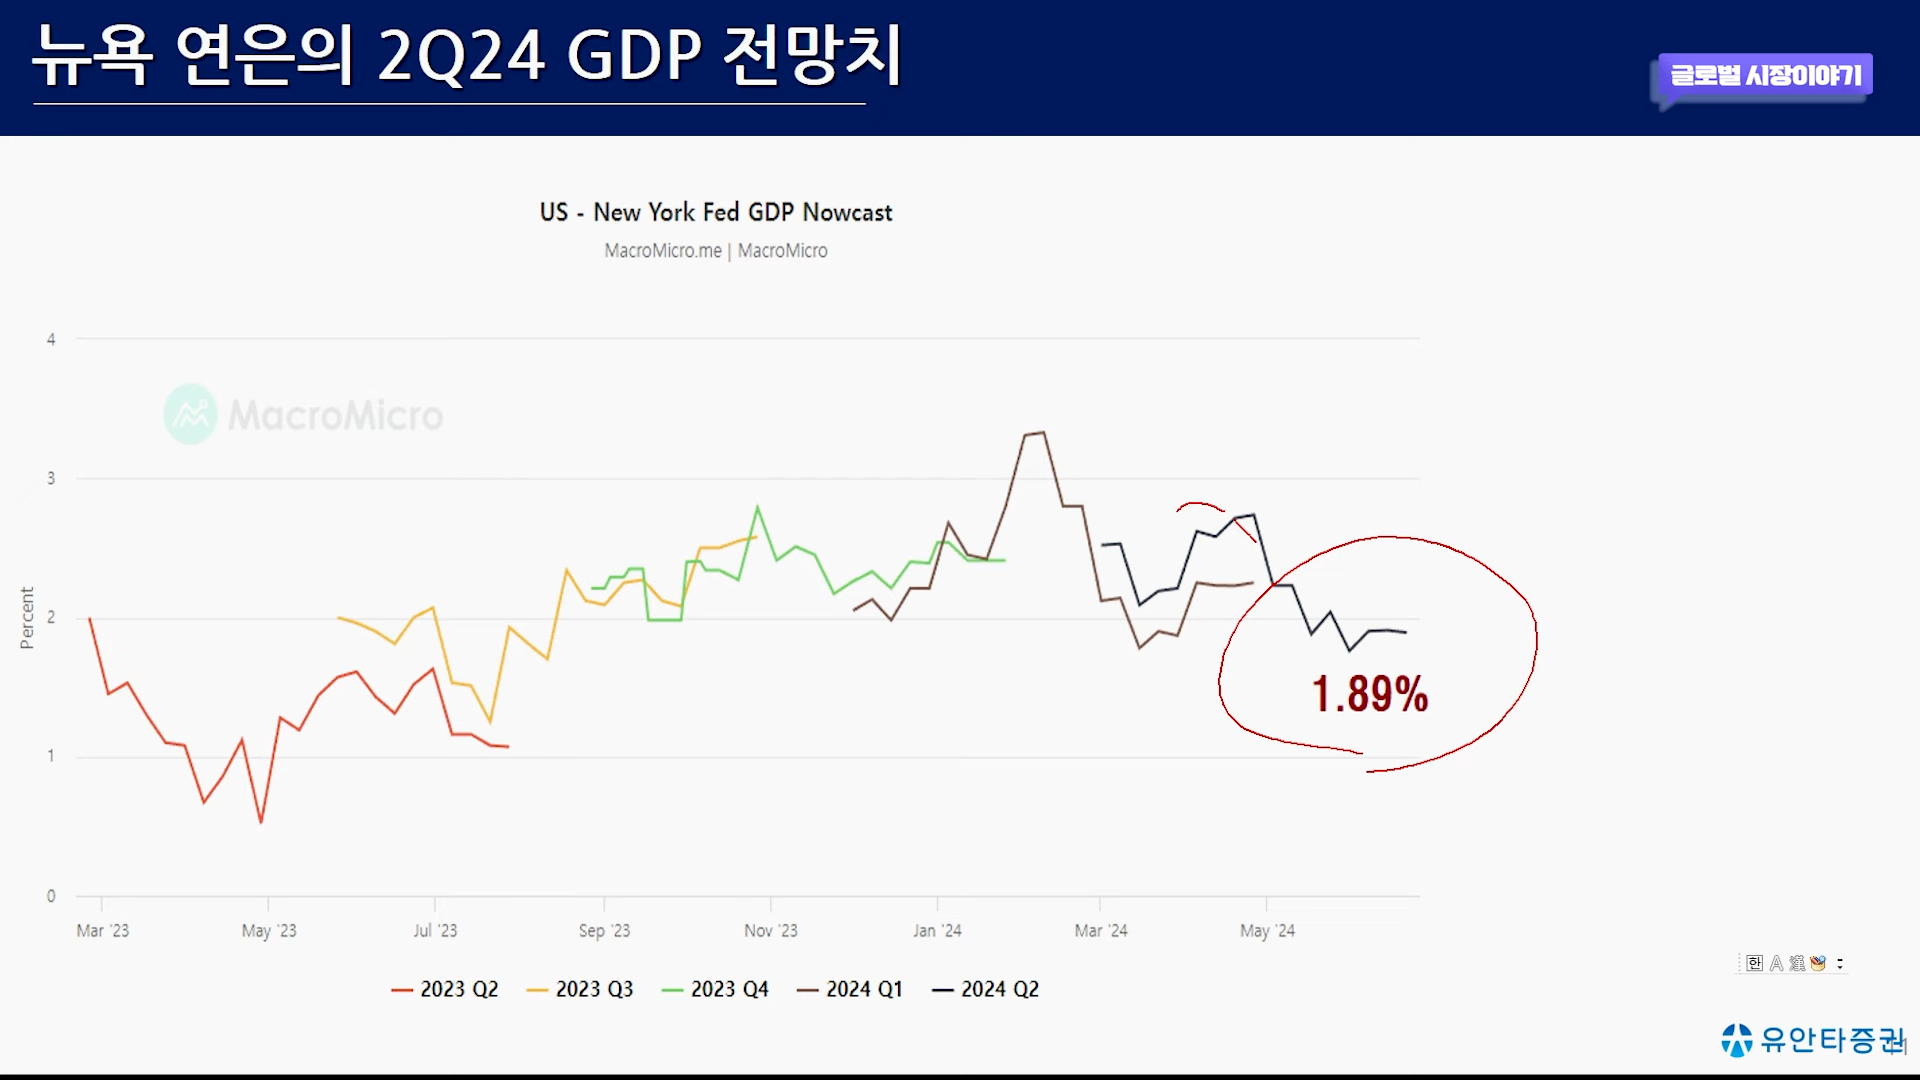 뉴욕 연은의 2Q24 GDP 전망치
글로벌 시장이야기
US - New York Fed GDP Nowcast
MacroMicro.me | MacroMicro
MacroMicro
Percent
4
3
2
1
0
1.89%
Mar '23 May '23 Jul '23 Sep '23 Nov '23 Jan '24 Mar '24 May '24
2023 Q2 2023 Q3 2023 Q4 2024 Q1 2024 Q2
한 A 漢
유안타증권